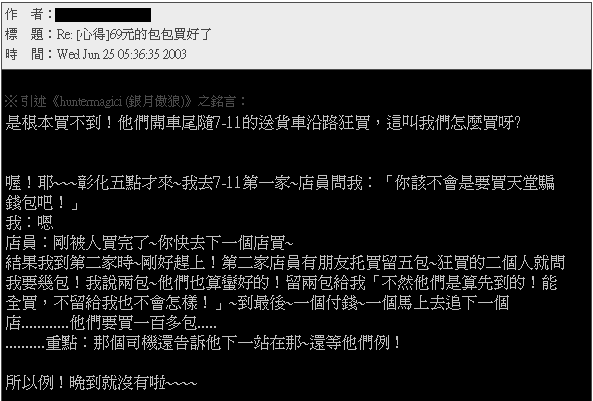 作　者：
標　題：Re: [心得]69元的包包買好了
時　間：Wed Jun 25 05:36:35 2003
※ 引述《huntermagici (銀月傲狼)》之銘言：
是根本買不到！他們開車尾隨7-11的送貨車沿路狂買，這叫我們怎麼買呀?
喔！耶~~~彰化五點才來~我去7-11第一家~店員問我：「你該不會是要買天堂騙
錢包吧！」
我：嗯
店員：剛被人買完了~你快去下一個店買~
結果我到第二家時~剛好趕上！第二家店員有朋友托買留五包~狂買的二個人就問
我要幾包！我說兩包~他們也算蠻好的！留兩包給我「不然他們是算先到的！能
全買，不留給我也不會怎樣！」~到最後~一個付錢~一個馬上去追下一個
店............他們要買一百多包.....
..........重點：那個司機還告訴他下一站在那~還等他們例！
所以例！晚到就沒有啦~~~~